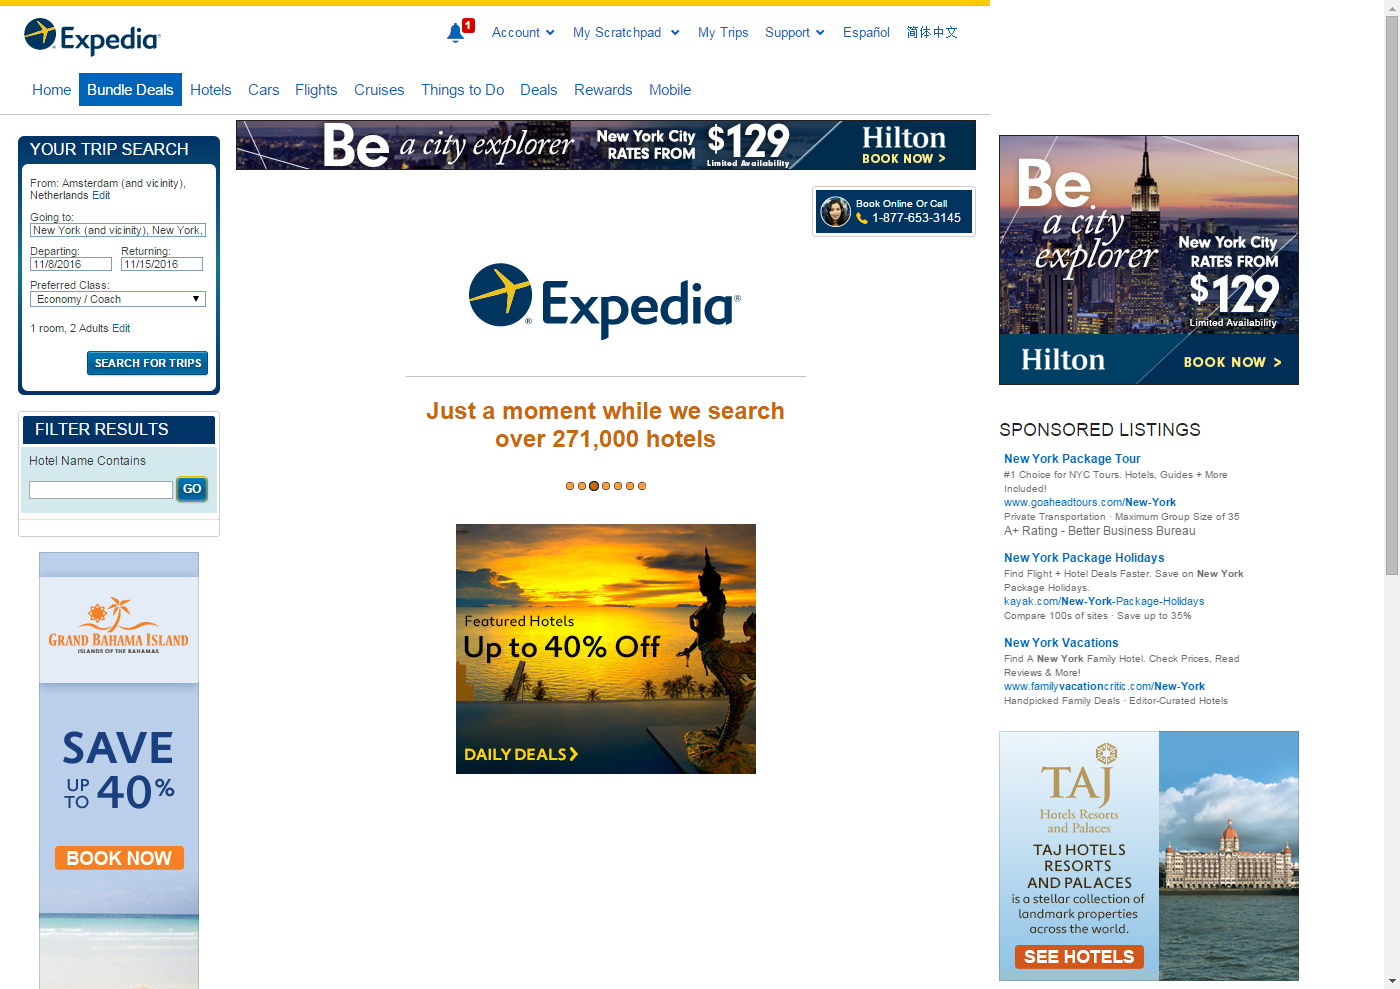 Expedia
1
Account
My Scratchpad
My Trips
Support
Español
简体中文
Home
Bundle Deals
Hotels
Cars
Flights
Cruises
Things to Do
Deals
Rewards
Mobile
YOUR TRIP SEARCH
From: Amsterdam (and vicinity),
Netherlands Edit
Going to:
New York (and vicinity), New York,
Departing: Returning:
11/8/2016 11/15/2016
Preferred Class:
Economy / Coach
1 room, 2 Adults Edit
SEARCH FOR TRIPS
FILTER RESULTS
Hotel Name Contains
GO
GRAND BAHAMA ISLAND
ISLANDS OF THE BAHAMAS
SAVE
UP TO 40%
BOOK NOW
Be a city explorer
New York City
RATES FROM
$129
Limited Availability
Hilton
BOOK NOW >
Book Online Or Call
1-877-653-3145
Expedia®
Just a moment while we search
over 271,000 hotels
Featured Hotels
Up to 40% Off
DAILY DEALS
Be
a city
explorer
New York City
RATES FROM
$129
Limited Availability
Hilton
BOOK NOW >
SPONSORED LISTINGS
New York Package Tour
#1 Choice for NYC Tours. Hotels, Guides + More
Included!
www.goaheadtours.com/New-York
Private Transportation · Maximum Group Size of 35
A+ Rating - Better Business Bureau
New York Package Holidays
Find Flight + Hotel Deals Faster. Save on New York
Package Holidays.
kayak.com/New-York-Package-Holidays
Compare 100s of sites · Save up to 35%
New York Vacations
Find A New York Family Hotel. Check Prices, Read
Reviews & More!
www.familyvacationcritic.com/New-York
Handpicked Family Deals · Editor-Curated Hotels
TAJ
Hotels Resorts
and Palaces
TAJ HOTELS
RESORTS
AND PALACES
is a stellar collection of
landmark properties
across the world.
SEE HOTELS